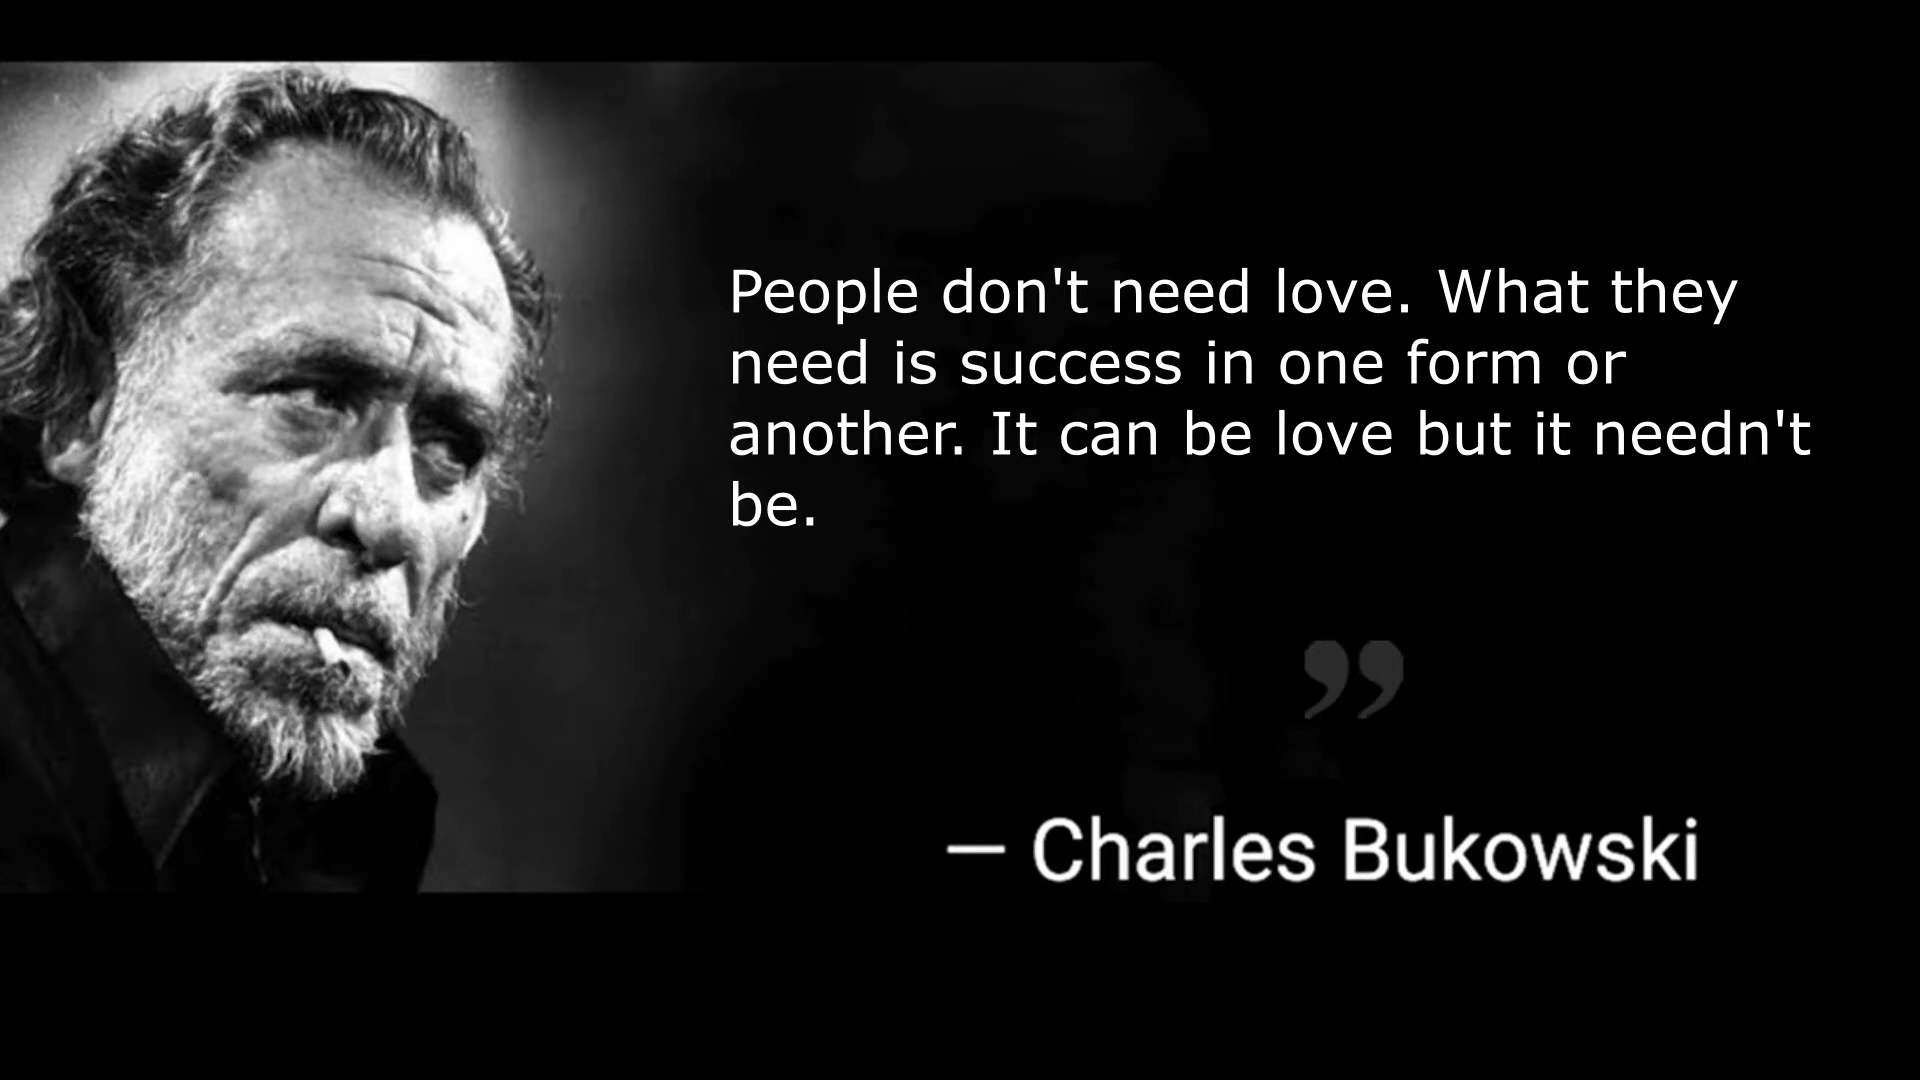 People don't need love. What they
need is success in one form or
another. It can be love but it needn't
be.
”
— Charles Bukowski